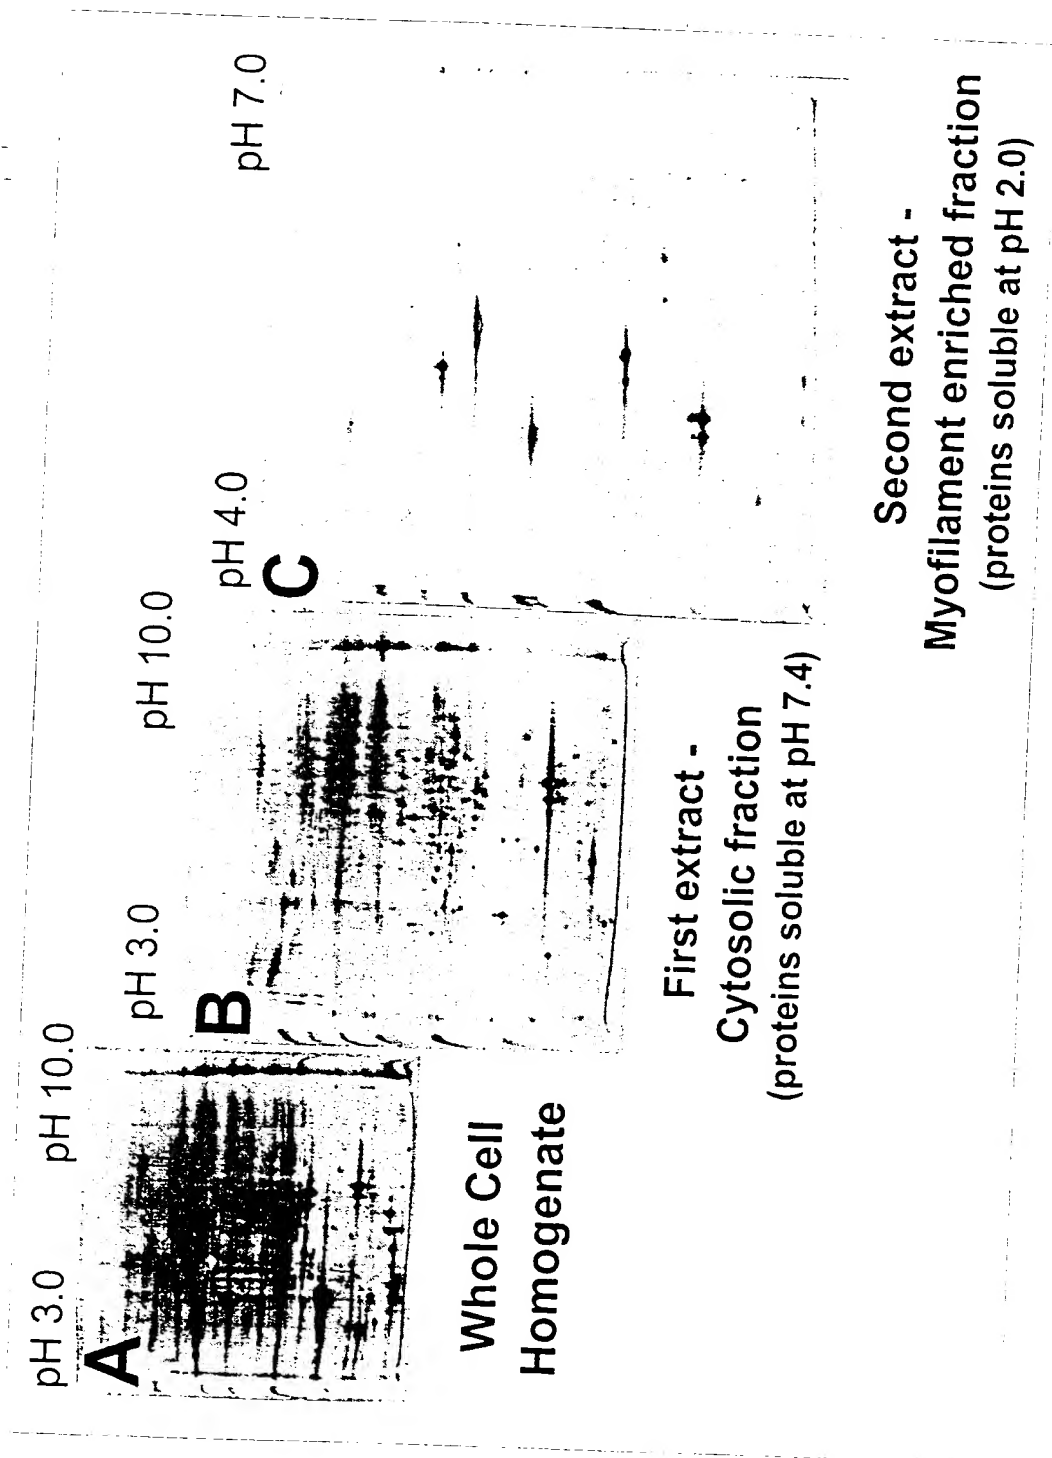 pH 3.0 pH 10.0
A
Whole Cell
Homogenate
pH 3.0 pH 10.0
B
First extract -
Cytosolic fraction
(proteins soluble at pH 7.4)
pH 4.0 pH 7.0
C
Second extract -
Myofilament enriched fraction
(proteins soluble at pH 2.0)